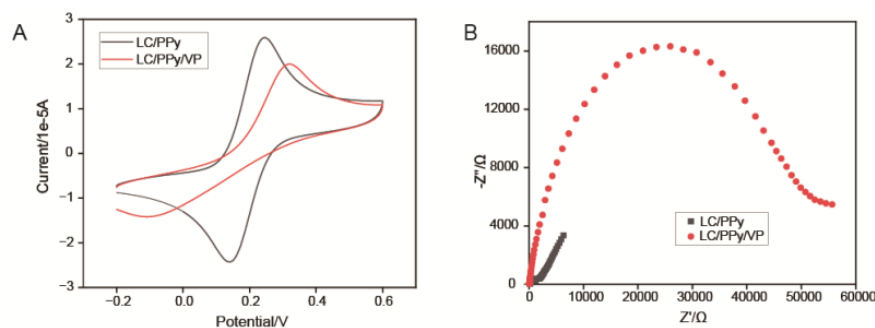 A
LC/PPy
LC/PPy/VP
Current/1e-5A
3
2
1
0
−1
−2
−3
−0.2
0.0
0.2
0.4
0.6
Potential/V
B
-Z"/Ω
16000
12000
8000
4000
0
LC/PPy
LC/PPy/VP
0
10000
20000
30000
40000
50000
60000
Z'/Ω